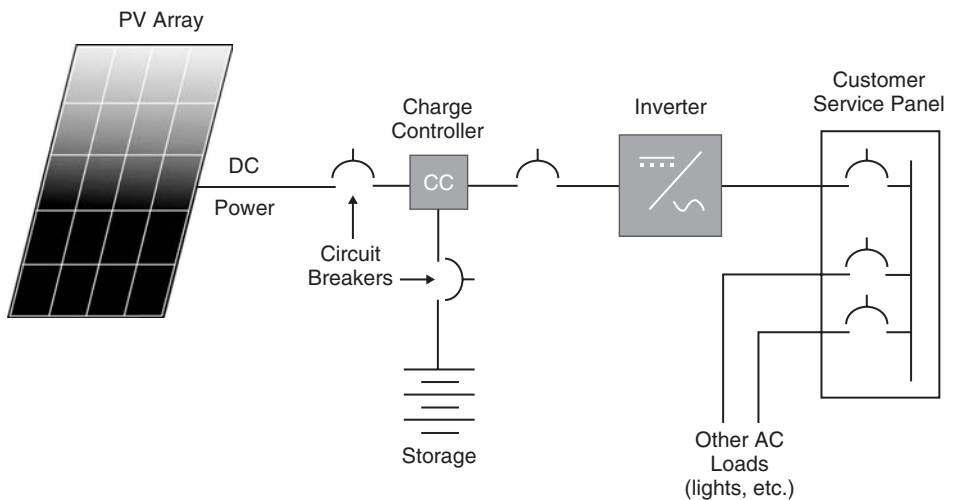 PV Array
Customer
Service Panel
Charge
Controller
Inverter
DC
Power
CC
Circuit
Breakers
Storage
Other AC
Loads
(lights, etc.)